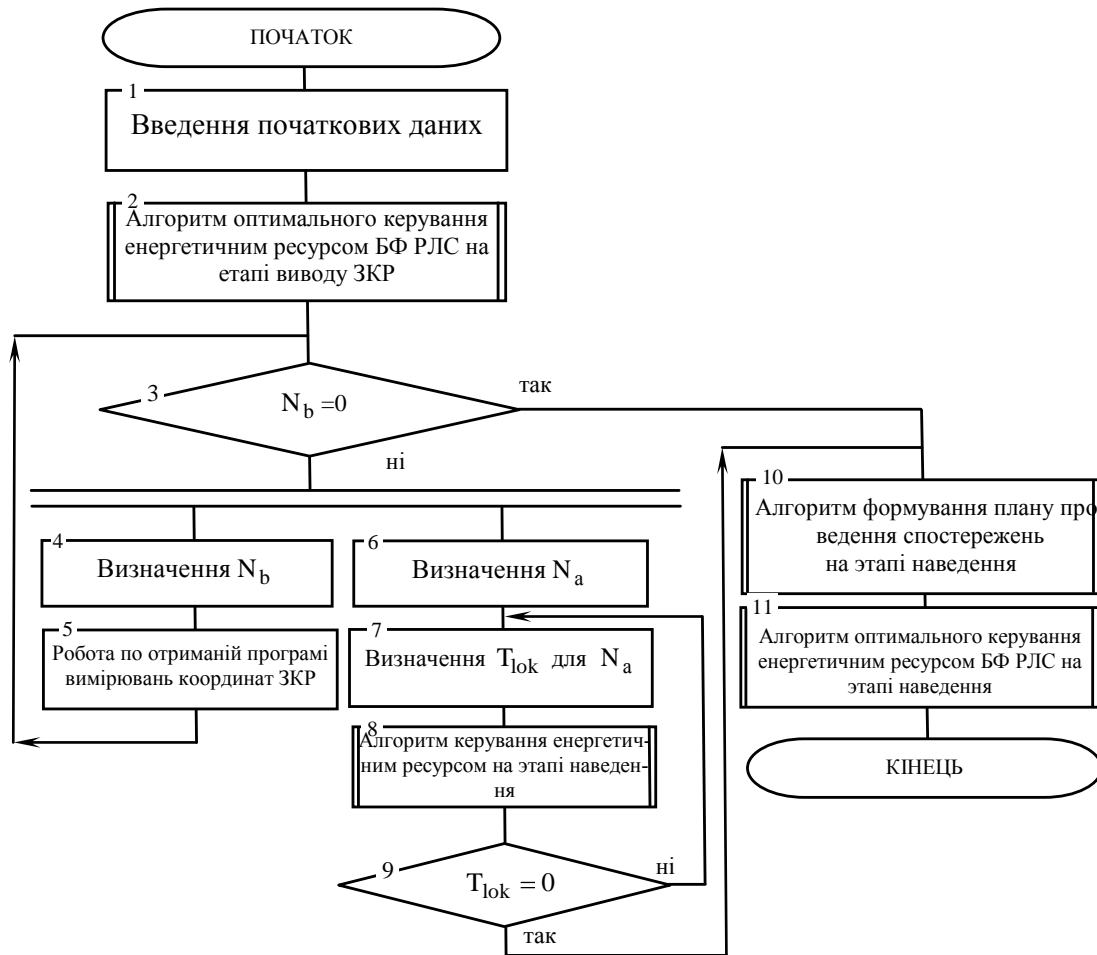 ПОЧАТОК
1
Введення початкових даних
2
Алгоритм оптимального керування
енергетичним ресурсом БФ РЛС на
етапі виводу ЗКР
3
N_b =0
так
ні
4
Визначення N_b
5
Робота по отриманій програмі
вимірювань координат ЗКР
6
Визначення N_a
7
Визначення T_lok для N_a
8
Алгоритм керування енергетич-
ним ресурсом на этапі наведен-
ня
9
T_lok = 0
ні
так
10
Алгоритм формування плану про
ведення спостережень
на этапі наведення
11
Алгоритм оптимального керування
енергетичним ресурсом БФ РЛС на
этапі наведення
КІНЕЦЬ